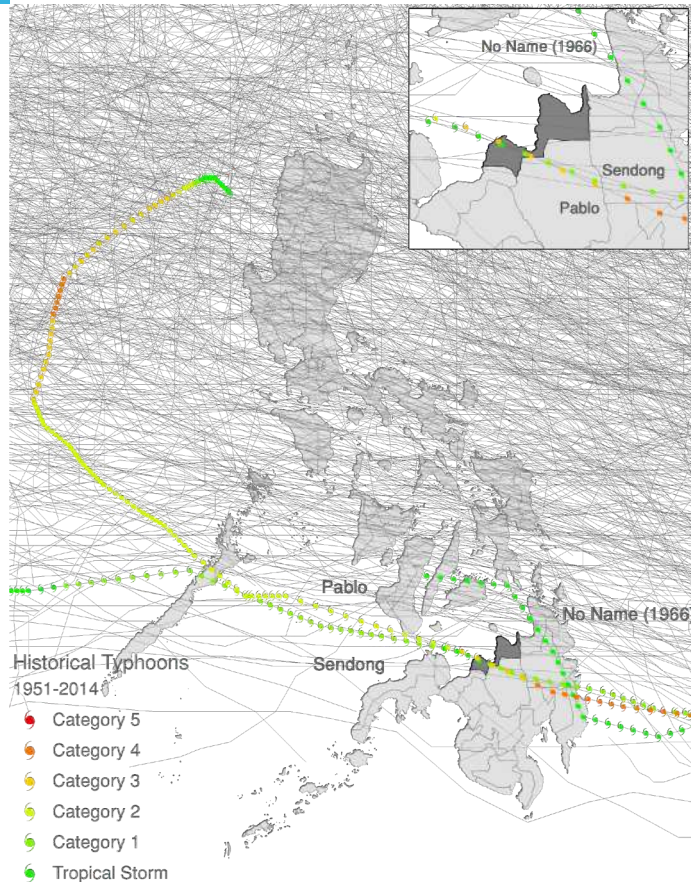 No Name (1966)
Sendong
Pablo
Pablo
No Name (1966
Sendong
Historical Typhoons
1951-2014
Category 5
Category 4
Category 3
Category 2
Category 1
Tropical Storm